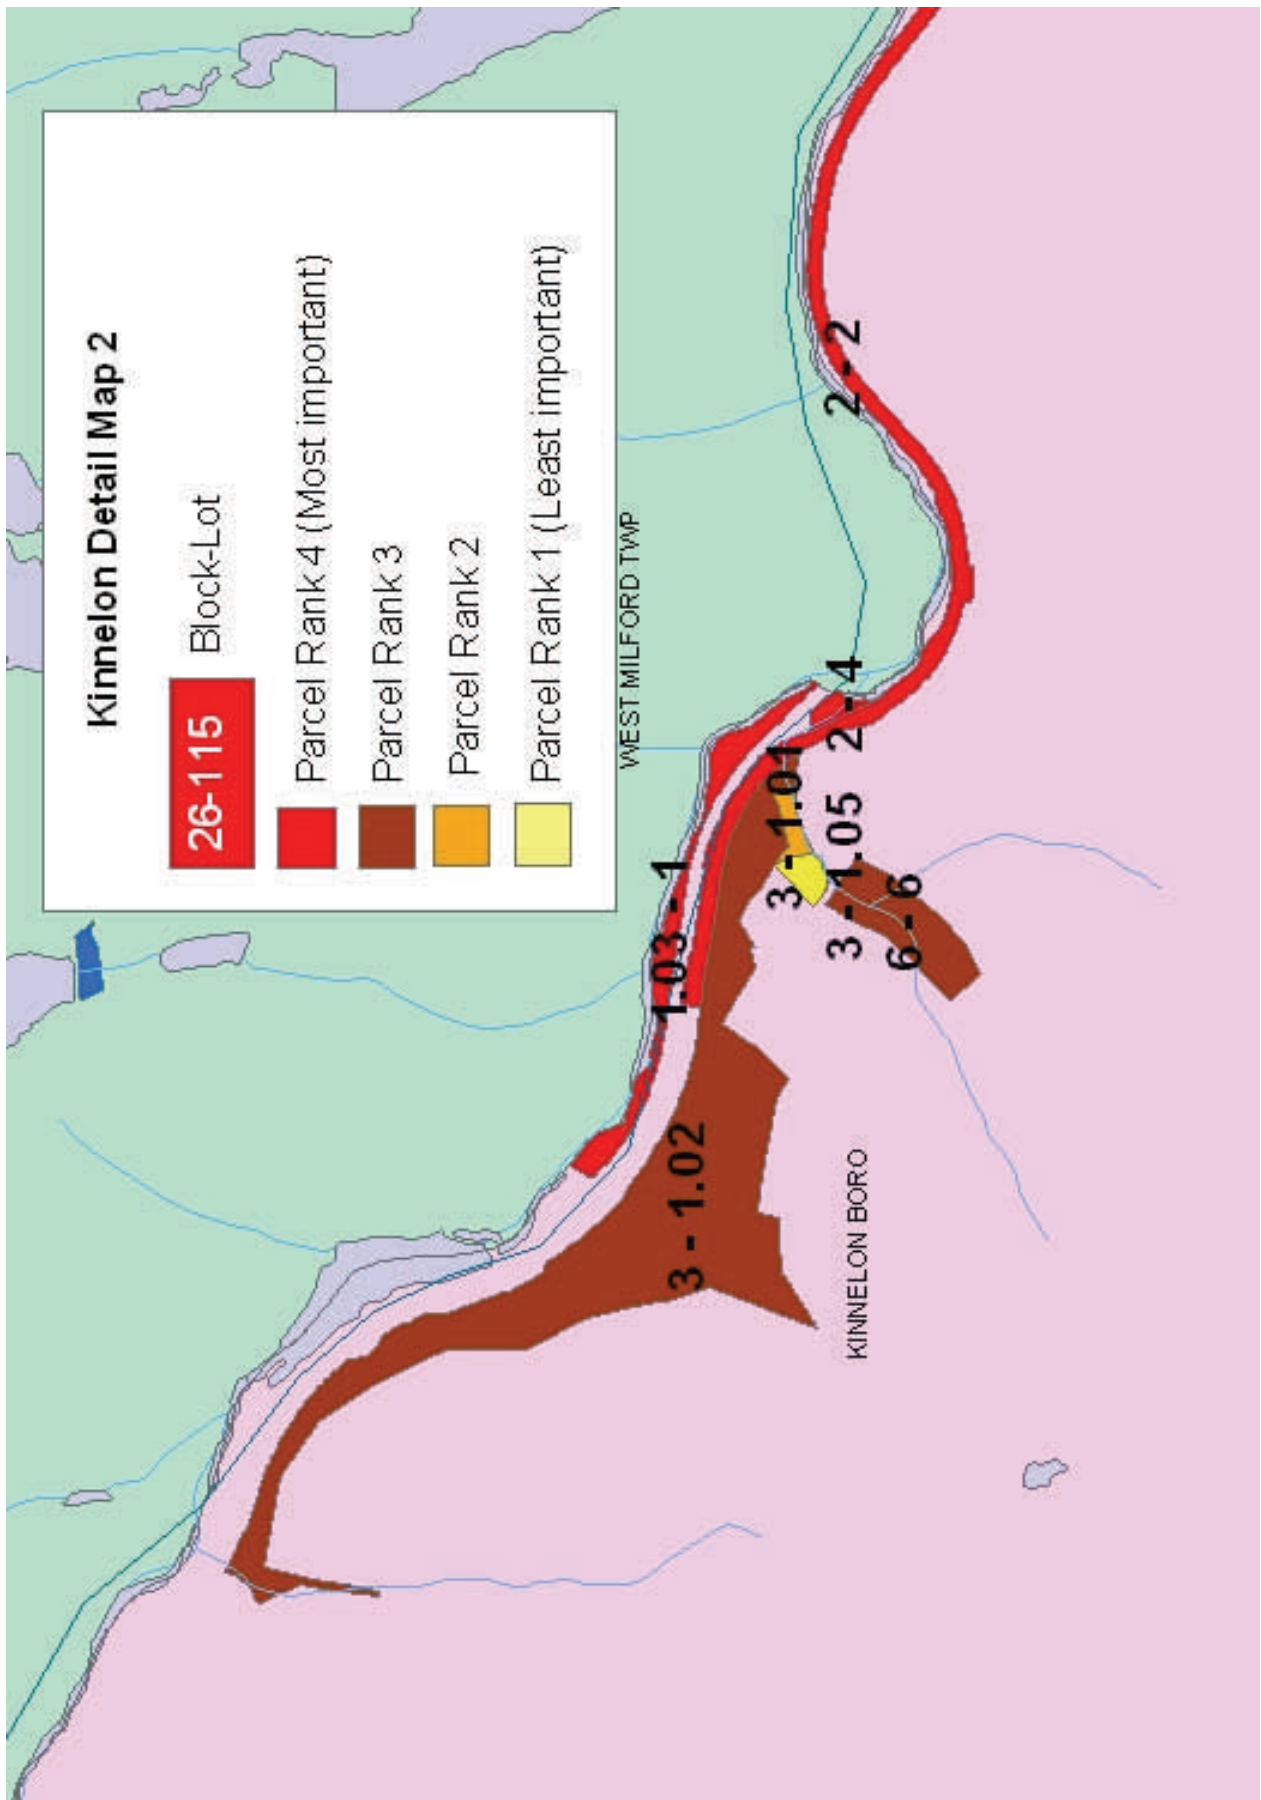 Kinnelon Detail Map 2
26-115 Block-Lot
Parcel Rank 4 (Most important)
Parcel Rank 3
Parcel Rank 2
Parcel Rank 1 (Least important)
WEST MILFORD TWP
1.03 - 1
3 - 1.02
3 - 1.01
2 - 4
2 - 2
3 - 1.05
6 - 6
KINNELON BORO